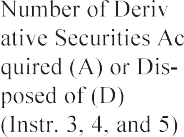 Number of Deriv
ative Securities Ac
quired (A) or Dis-
posed of (D)
(Instr. 3, 4, and 5)